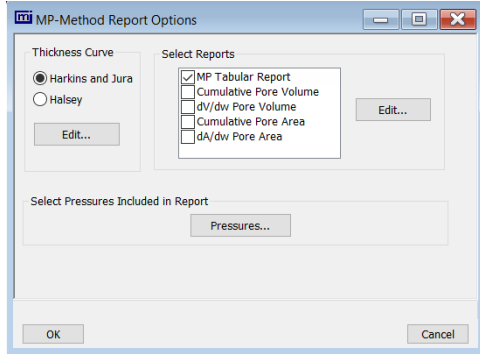 mi MP-Method Report Options
Thickness Curve
Harkins and Jura
Halsey
Edit...
Select Reports
MP Tabular Report
Cumulative Pore Volume
dV/dw Pore Volume
Cumulative Pore Area
dA/dw Pore Area
Edit...
Select Pressures Included in Report
Pressures...
OK
Cancel